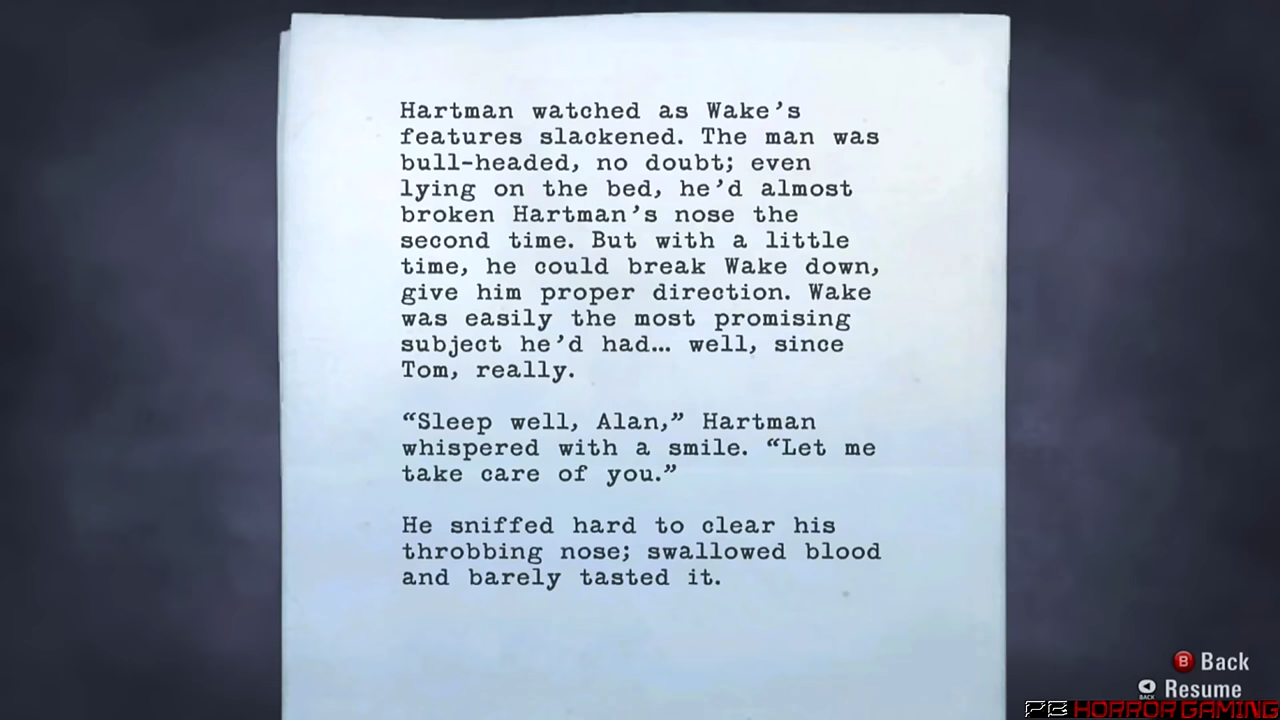 Hartman watched as Wake’s
features slackened. The man was
bull-headed, no doubt; even
lying on the bed, he’d almost
broken Hartman’s nose the
second time. But with a little
time, he could break Wake down,
give him proper direction. Wake
was easily the most promising
subject he’d had… well, since
Tom, really.
“Sleep well, Alan,” Hartman
whispered with a smile. “Let me
take care of you.”
He sniffed hard to clear his
throbbing nose; swallowed blood
and barely tasted it.
B Back
Resume
HORROR GAMING